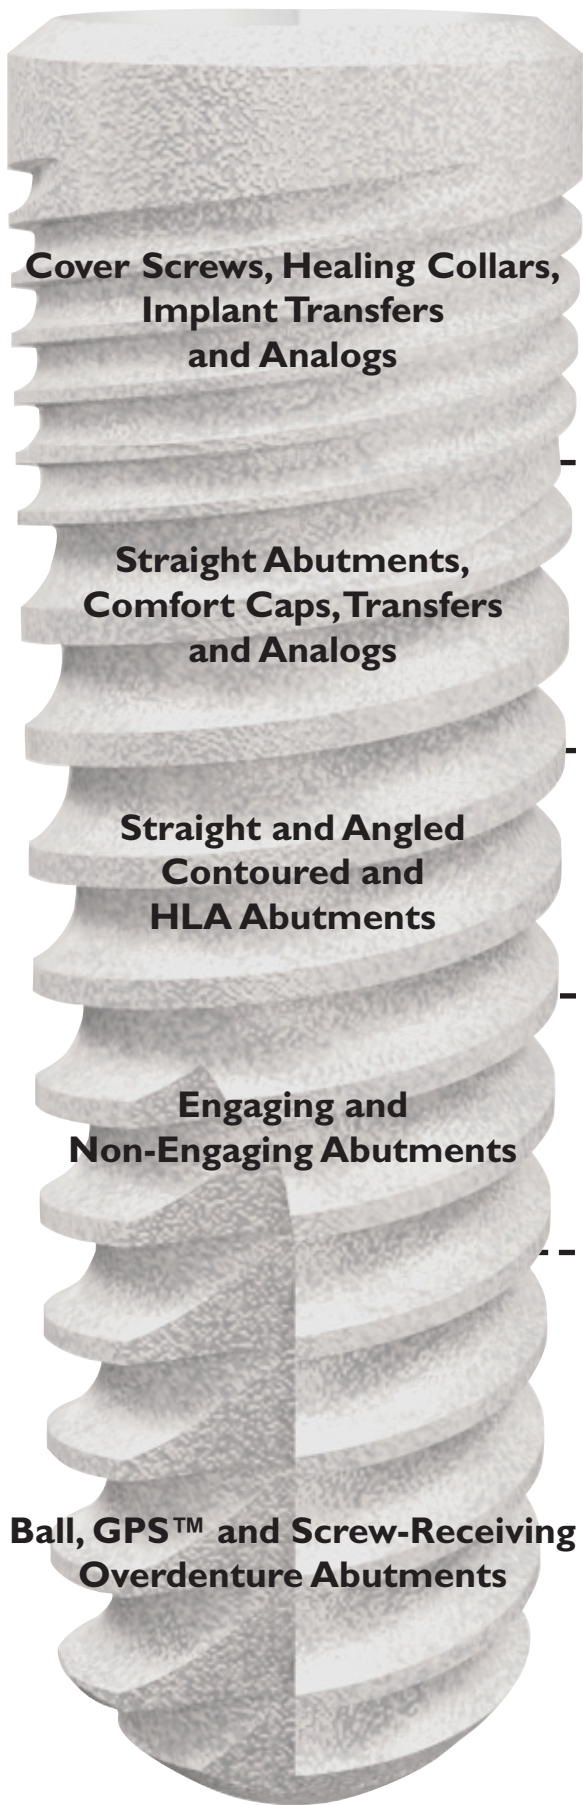 Cover Screws, Healing Collars,
Implant Transfers
and Analogs
Straight Abutments,
Comfort Caps, Transfers
and Analogs
Straight and Angled
Contoured and
HLA Abutments
Engaging and
Non-Engaging Abutments
Ball, GPS™ and Screw-Receiving
Overdenture Abutments